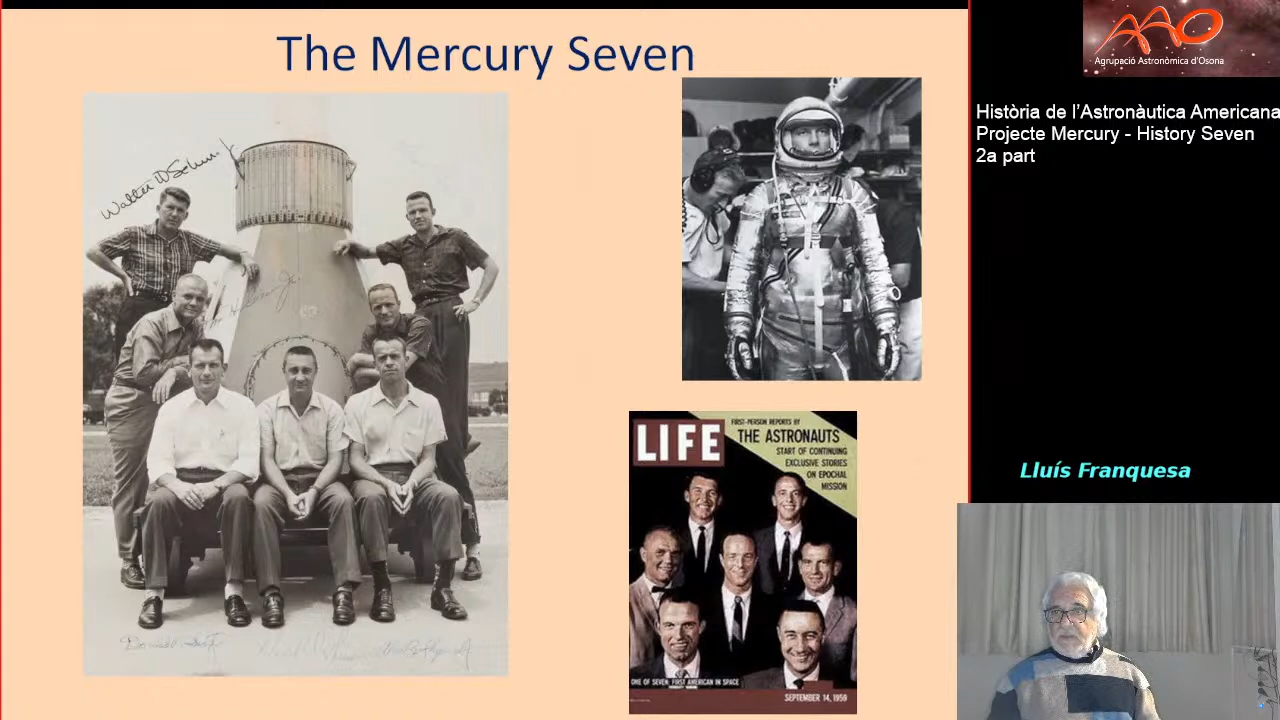 The Mercury Seven
LIFE
FIRST-PERSON REPORTS BY
THE ASTRONAUTS
START OF CONTINUING
EXCLUSIVE STORIES
ON EPOCHAL
MISSION
ONE OF SEVEN: FIRST AMERICAN IN SPACE
SEPTEMBER 14, 1959
AAO
Agrupació Astronòmica d'Osona
Història de l'Astronàutica Americana
Projecte Mercury - History Seven
2a part
Lluís Franquesa